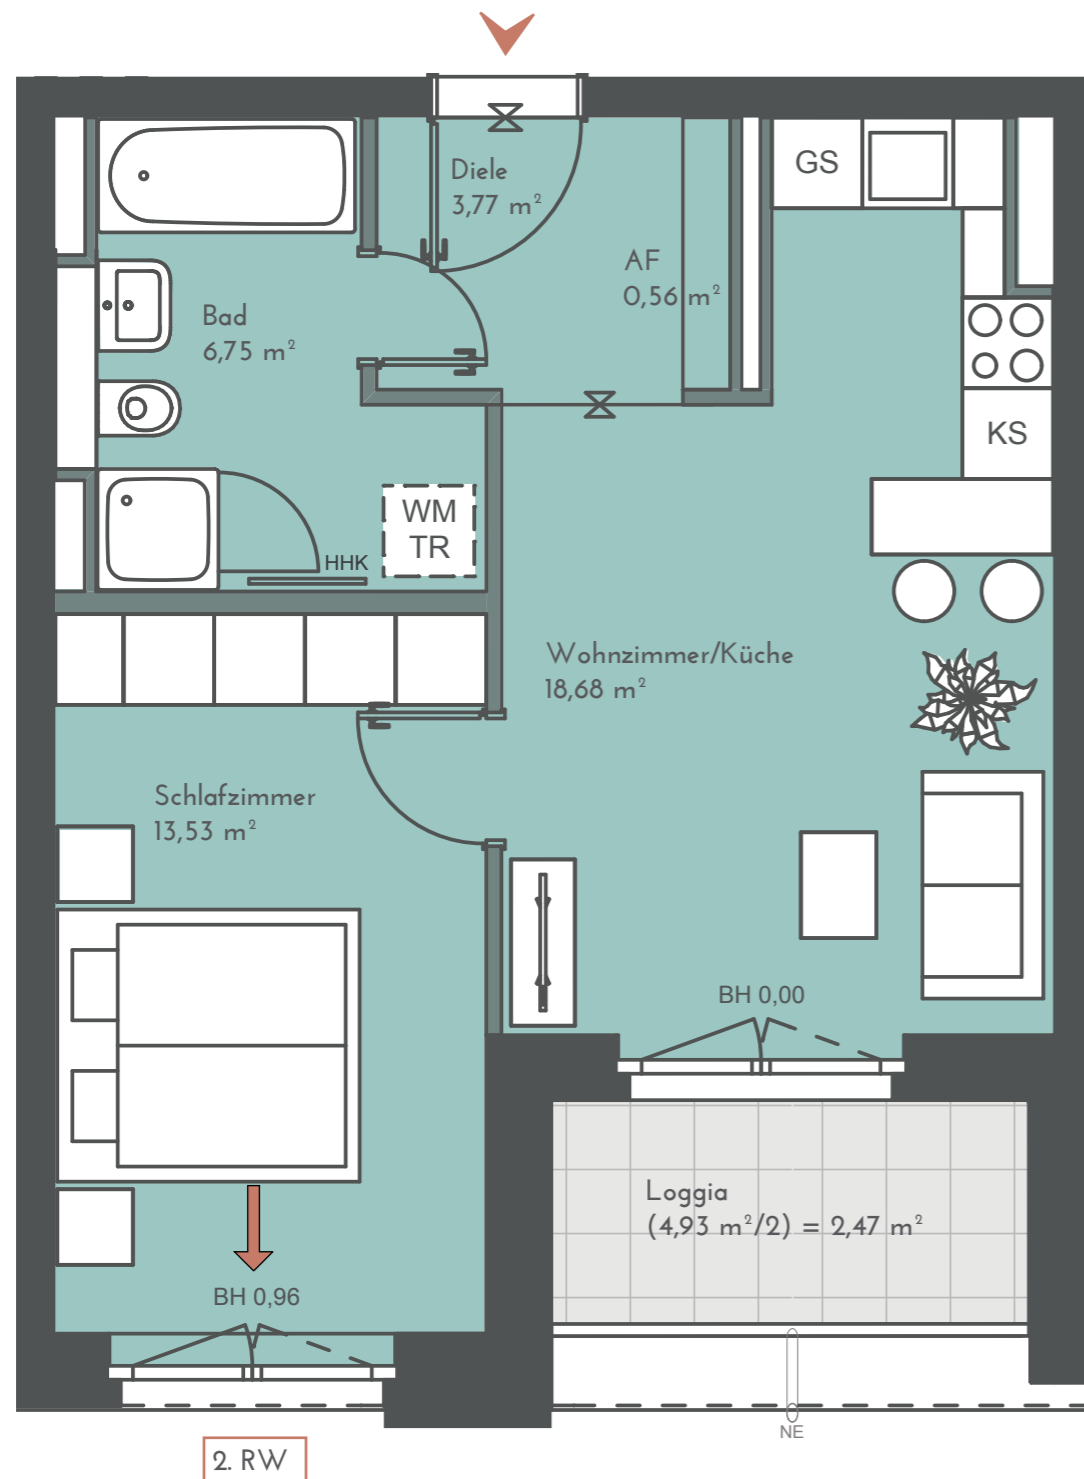 Diele
3,77 m²
GS
AF
0,56 m²
Bad
6,75 m²
KS
WM
TR
HHK
Wohnzimmer/Küche
18,68 m²
Schlafzimmer
13,53 m²
BH 0,00
Loggia
(4,93 m²/2) = 2,47 m²
BH 0,96
NE
2. RW